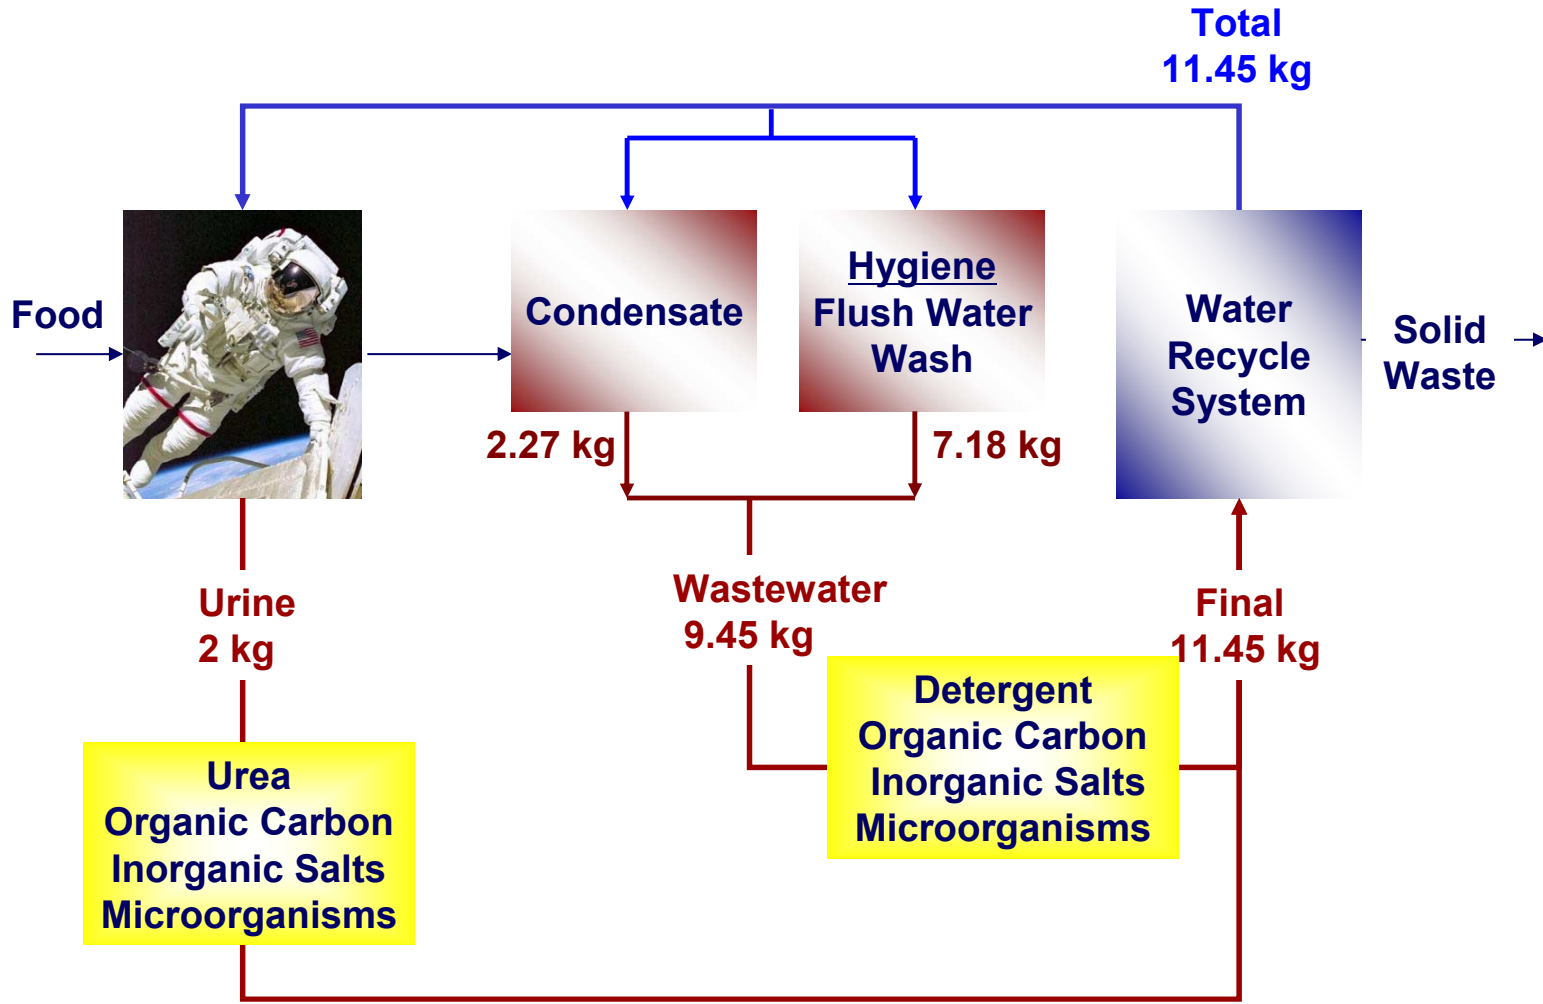 Total
11.45 kg
Food
Condensate
Hygiene
Flush Water
Wash
Water
Recycle
System
Solid
Waste
2.27 kg
7.18 kg
Urine
2 kg
Wastewater
9.45 kg
Final
11.45 kg
Detergent
Organic Carbon
Inorganic Salts
Microorganisms
Urea
Organic Carbon
Inorganic Salts
Microorganisms